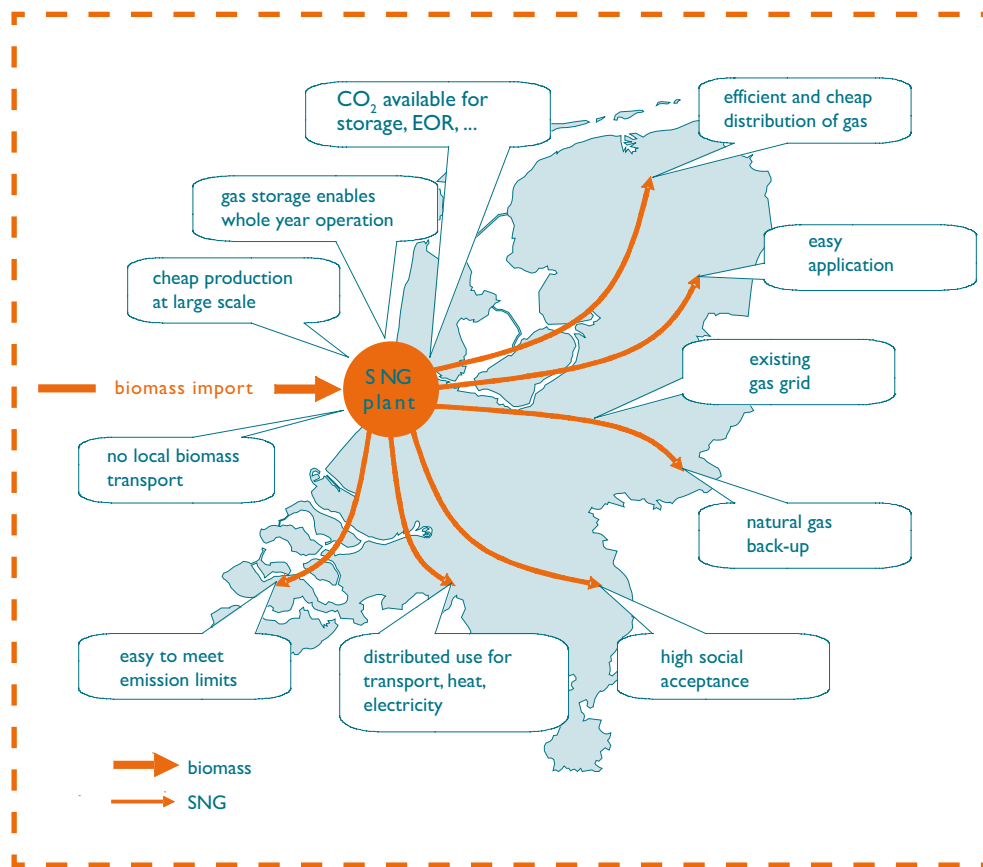 CO₂ available for
storage, EOR, ...
efficient and cheap
distribution of gas
gas storage enables
whole year operation
easy
application
cheap production
at large scale
existing
gas grid
biomass import
SNG
plant
no local biomass
transport
natural gas
back-up
easy to meet
emission limits
distributed use for
transport, heat,
electricity
high social
acceptance
biomass
SNG